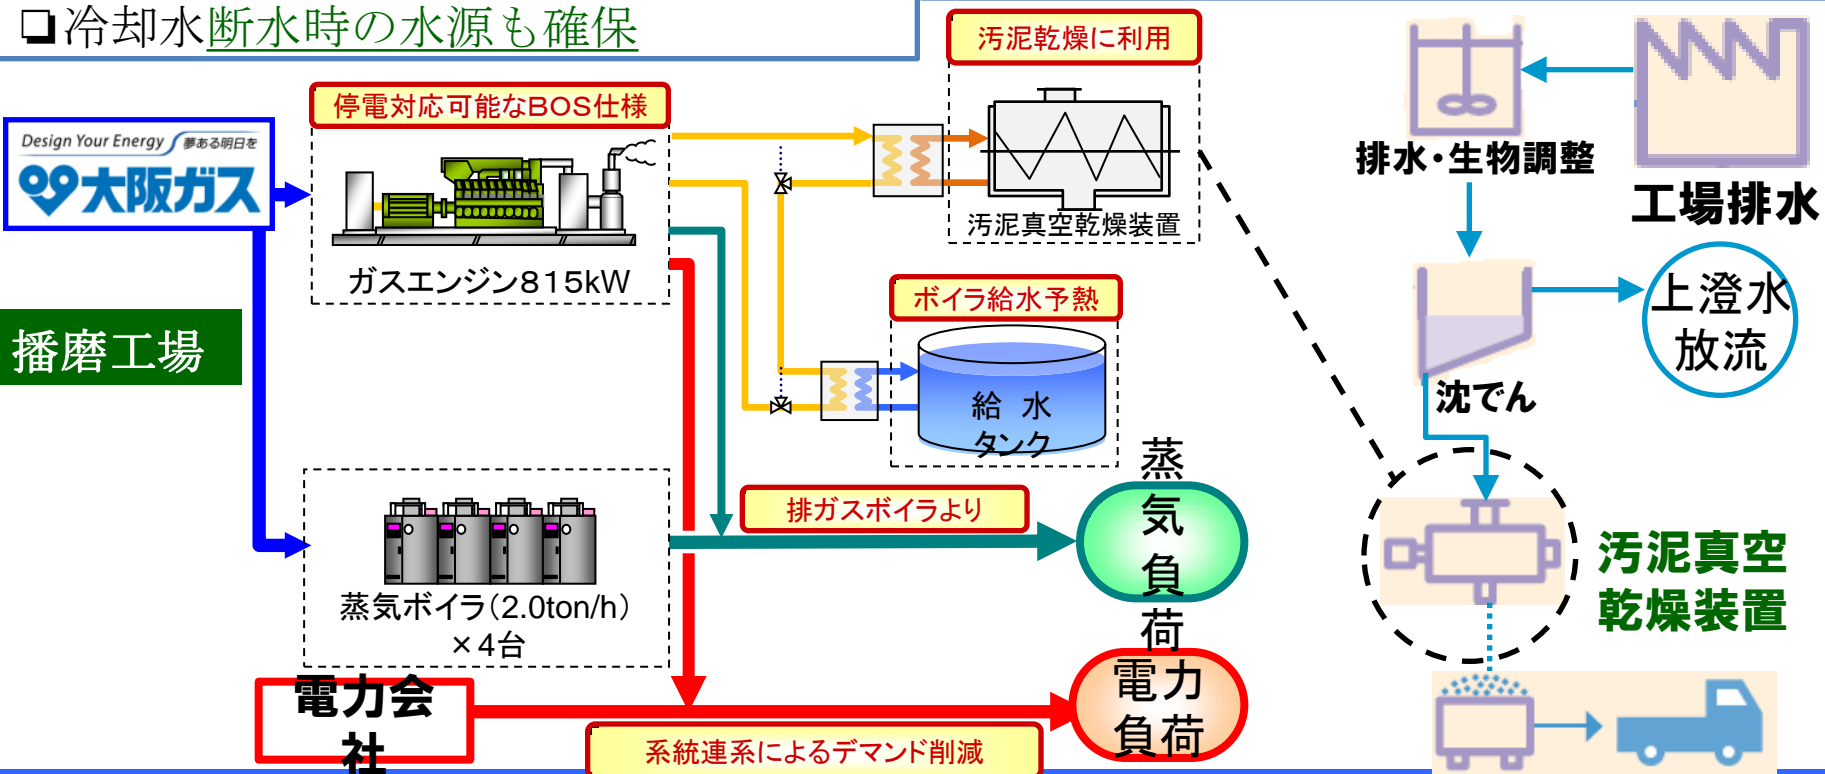 ❏冷却水断水時の水源も確保
汚泥乾燥に利用
停電対応可能なBOS仕様
Design Your Energy 夢ある明日を
大阪ガス
排水・生物調整
工場排水
汚泥真空乾燥装置
ガスエンジン815kW
ボイラ給水予熱
上澄水
放流
播磨工場
沈でん
給 水
タンク
蒸
気
負
荷
排ガスボイラより
汚泥真空
乾燥装置
蒸気ボイラ(2.0ton/h)
×4台
電力会
社
電力
負荷
系統連系によるデマンド削減